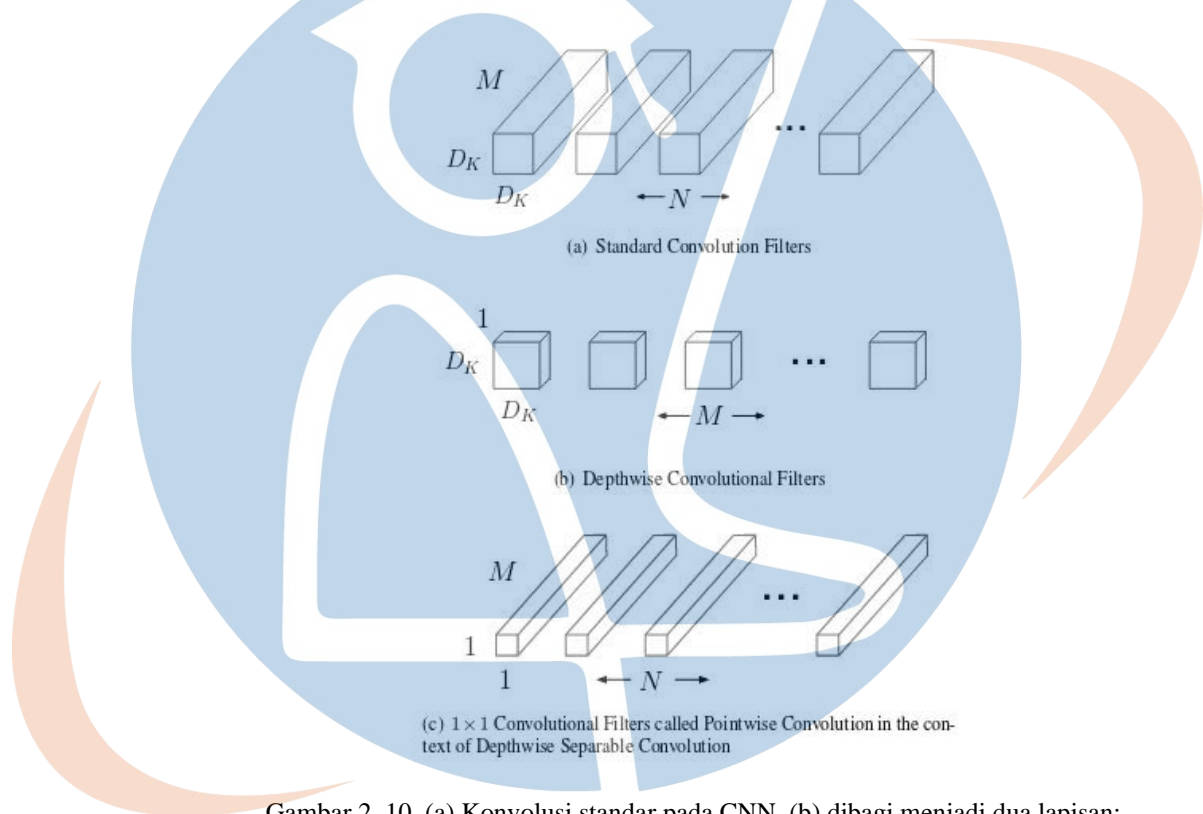 M
D_K
D_K
...
N
(a) Standard Convolution Filters
1
D_K
D_K
...
M
(b) Depthwise Convolutional Filters
M
1
1
...
N
(c) 1 × 1 Convolutional Filters called Pointwise Convolution in the con-
text of Depthwise Separable Convolution
Gambar 2. 10. (a) Konvolusi standar pada CNN, (b) dibagi menjadi dua lapisan: